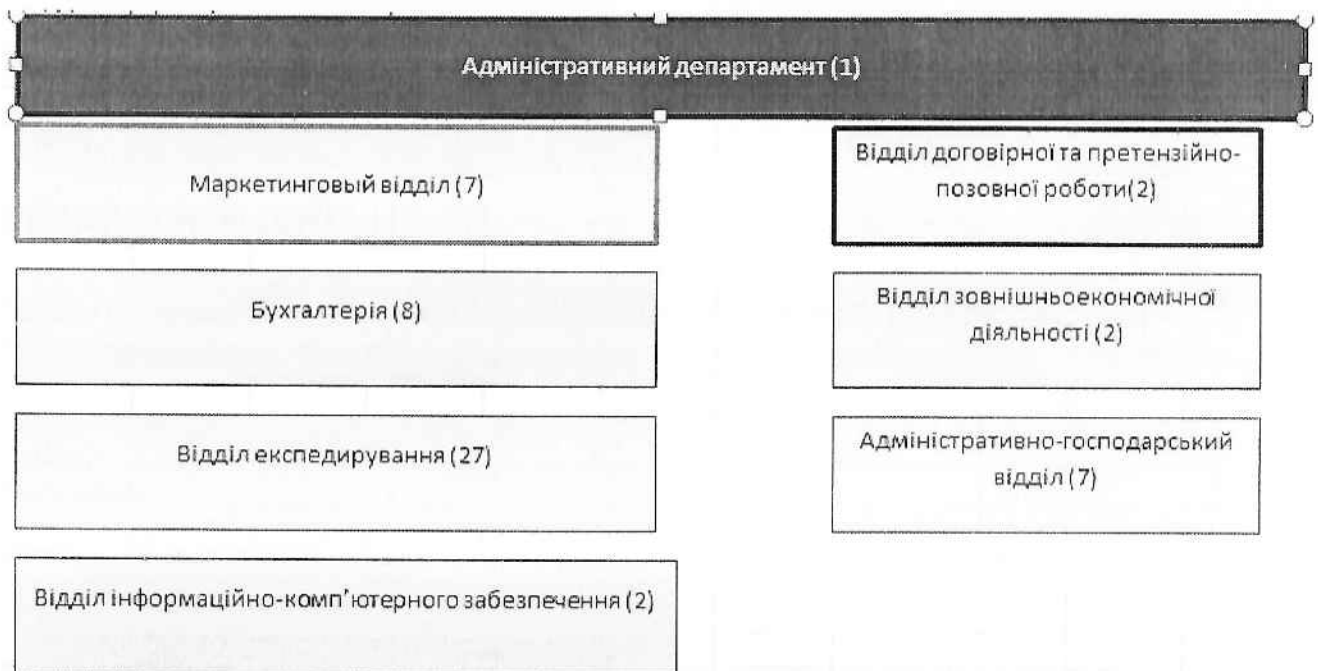 Адміністративний департамент (1)
Маркетинговый відділ (7)
Відділ договірної та претензійно-
позовної роботи(2)
Бухгалтерія (8)
Відділ зовнішньоекономічної
діяльності (2)
Відділ експедирування (27)
Адміністративно-господарський
відділ (7)
Відділ інформаційно-комп'ютерного забезпечення (2)